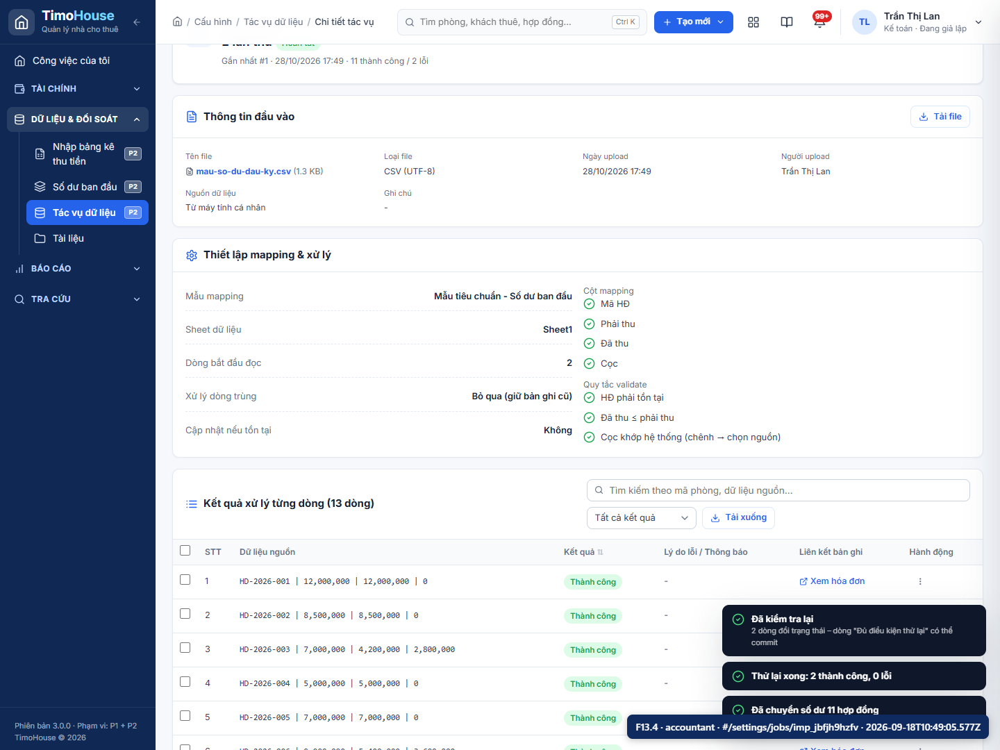 TimoHouse
Quản lý nhà cho thuê
Công việc của tôi
TÀI CHÍNH
DỮ LIỆU & ĐỐI SOÁT
Nhập bảng kê thu tiền P2
Số dư ban đầu P2
Tác vụ dữ liệu P2
Tài liệu
BÁO CÁO
TRA CỨU
Phiên bản 3.0.0 · Phạm vi: P1 + P2
TimoHouse © 2026
/ Cấu hình / Tác vụ dữ liệu / Chi tiết tác vụ
Tìm phòng, khách thuê, hợp đồng... Ctrl K
Tạo mới
99+
TL
Trần Thị Lan
Kế toán · Đang giả lập
Gần nhất #1 · 28/10/2026 17:49 · 11 thành công / 2 lỗi
Thông tin đầu vào
Tải file
Tên file
mau-so-du-dau-ky.csv (1.3 KB)
Loại file
CSV (UTF-8)
Ngày upload
28/10/2026 17:49
Người upload
Trần Thị Lan
Nguồn dữ liệu
Từ máy tính cá nhân
Ghi chú
-
Thiết lập mapping & xử lý
Mẫu mapping Mẫu tiêu chuẩn - Số dư ban đầu
Sheet dữ liệu Sheet1
Dòng bắt đầu đọc 2
Xử lý dòng trùng Bỏ qua (giữ bản ghi cũ)
Cập nhật nếu tồn tại Không
Cột mapping
Mã HĐ
Phải thu
Đã thu
Cọc
Quy tắc validate
HĐ phải tồn tại
Đã thu ≤ phải thu
Cọc khớp hệ thống (chênh → chọn nguồn)
Kết quả xử lý từng dòng (13 dòng)
Tìm kiếm theo mã phòng, dữ liệu nguồn...
Tất cả kết quả
Tải xuống
STT Dữ liệu nguồn Kết quả Lý do lỗi / Thông báo Liên kết bản ghi Hành động
1 HD-2026-001 | 12,000,000 | 12,000,000 | 0 Thành công - Xem hóa đơn
2 HD-2026-002 | 8,500,000 | 8,500,000 | 0 Thành công -
3 HD-2026-003 | 7,000,000 | 4,200,000 | 2,800,000 Thành công -
4 HD-2026-004 | 5,000,000 | 5,000,000 | 0 Thành công -
5 HD-2026-005 | 7,000,000 | 7,000,000 | 0 Thành công
Đã kiểm tra lại
2 dòng đổi trạng thái – dòng "Đủ điều kiện thử lại" có thể
commit
Thử lại xong: 2 thành công, 0 lỗi
Đã chuyển số dư 11 hợp đồng
F13.4 · accountant · #/settings/jobs/imp_jbfjh9hzfv · 2026-09-18T10:49:05.577Z